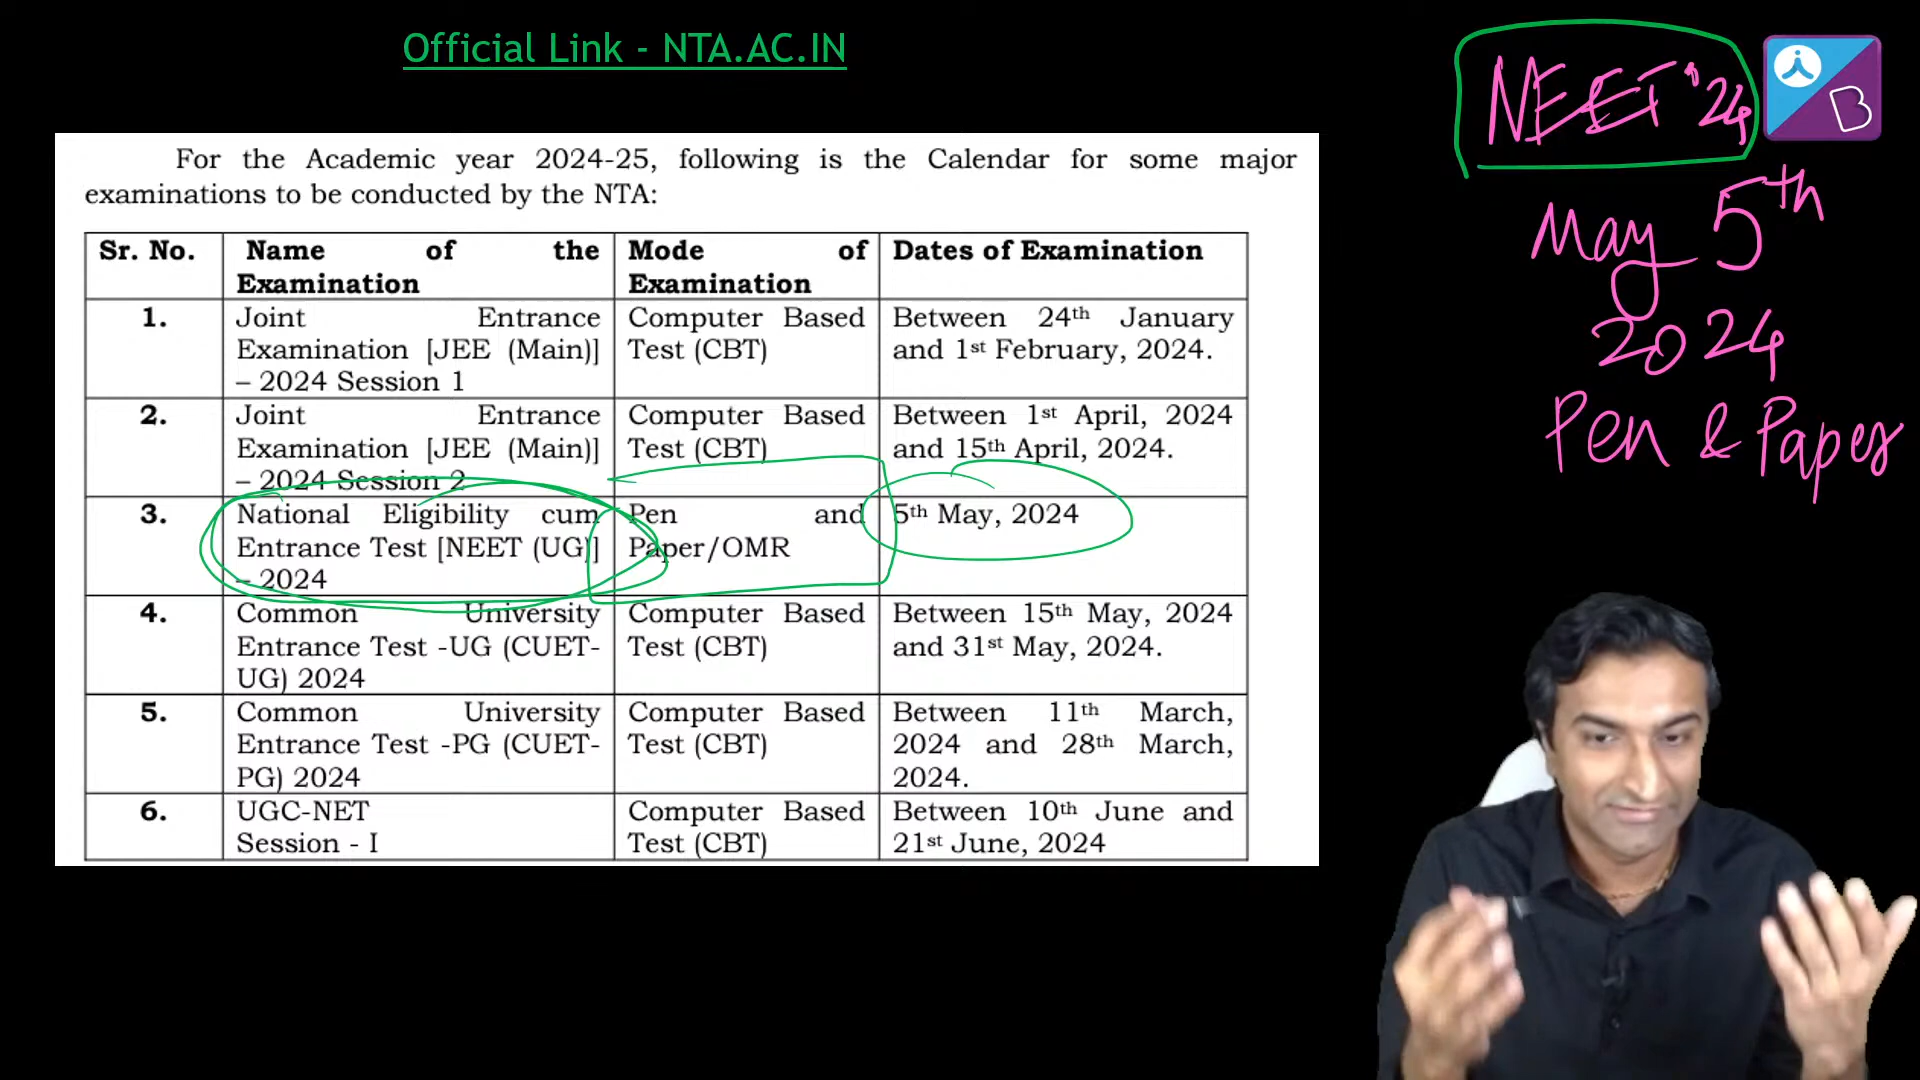 Official Link - NTA.AC.IN
NEET '24
B
May 5th
2024
Pen & Paper
For the Academic year 2024-25, following is the Calendar for some major
examinations to be conducted by the NTA:
Sr. No.
Name of the
Examination
Mode of
Examination
Dates of Examination
1.
Joint Entrance
Examination [JEE (Main)]
– 2024 Session 1
Computer Based
Test (CBT)
Between 24th January
and 1st February, 2024.
2.
Joint Entrance
Examination [JEE (Main)]
– 2024 Session 2
Computer Based
Test (CBT)
Between 1st April, 2024
and 15th April, 2024.
3.
National Eligibility cum
Entrance Test [NEET (UG)]
– 2024
Pen and
Paper/OMR
5th May, 2024
4.
Common University
Entrance Test -UG (CUET-
UG) 2024
Computer Based
Test (CBT)
Between 15th May, 2024
and 31st May, 2024.
5.
Common University
Entrance Test -PG (CUET-
PG) 2024
Computer Based
Test (CBT)
Between 11th March,
2024 and 28th March,
2024.
6.
UGC-NET
Session - I
Computer Based
Test (CBT)
Between 10th June and
21st June, 2024